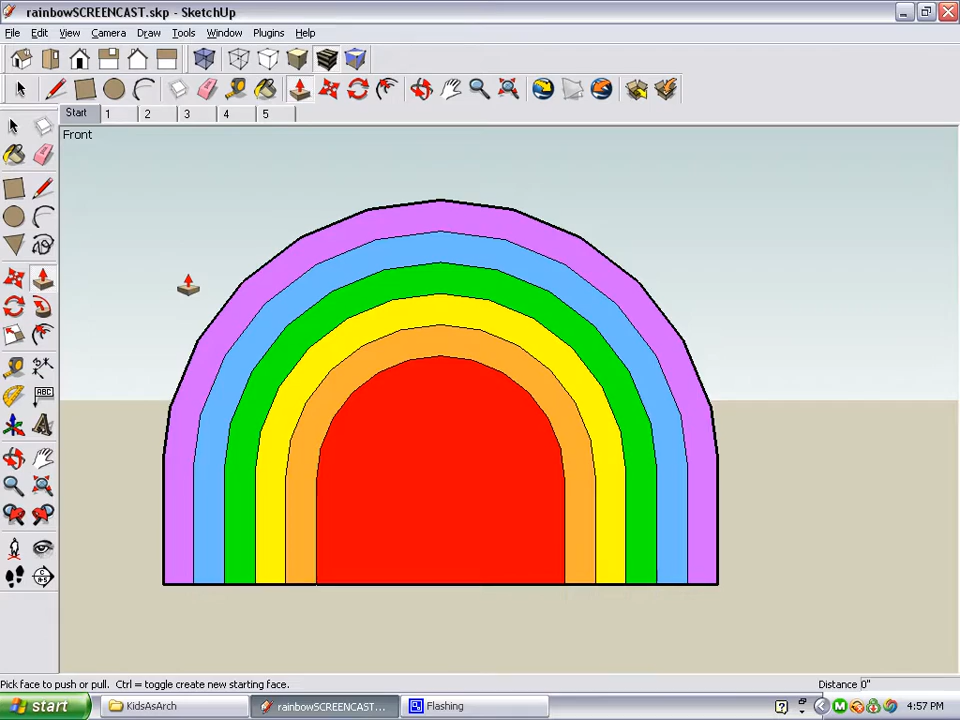 rainbowSCREENCAST.skp - SketchUp
File Edit View Camera Draw Tools Window Plugins Help
Start 1 2 3 4 5
Front
ABC
Pick face to push or pull. Ctrl = toggle create new starting face.
Distance 0"
start KidsAsArch rainbowSCREENCAST... Flashing 4:57 PM